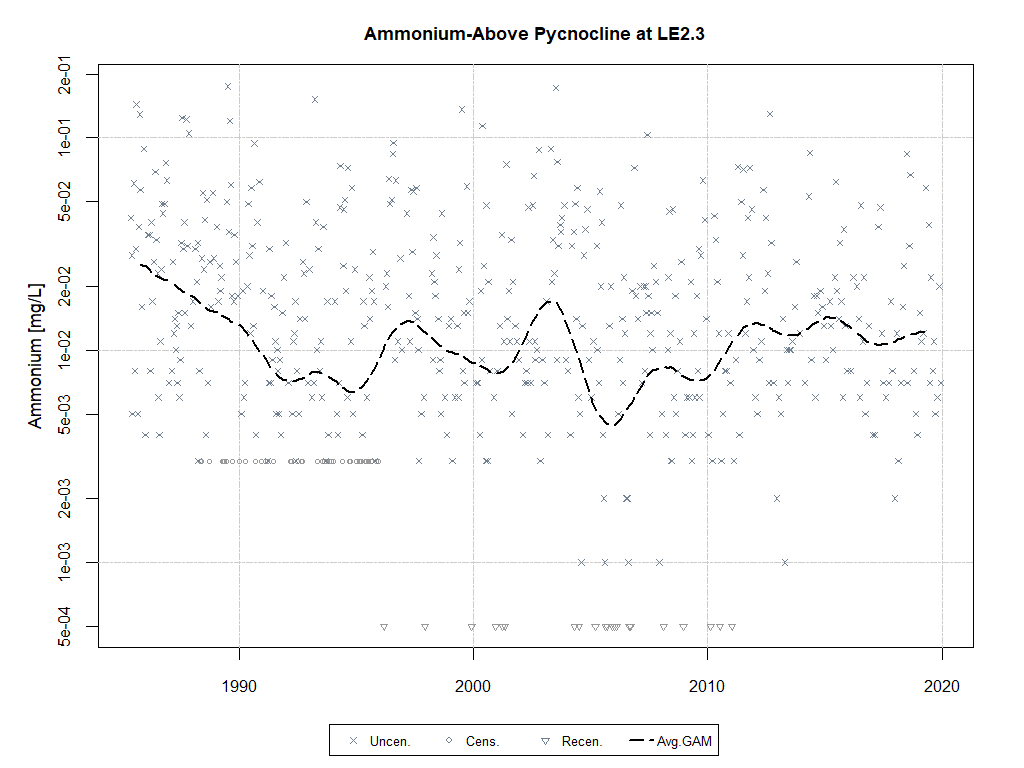 Ammonium-Above Pycnocline at LE2.3
Ammonium [mg/L]
2e-01
1e-01
5e-02
2e-02
1e-02
5e-03
2e-03
1e-03
5e-04
1990 2000 2010 2020
Uncen. Cens. Recen. Avg.GAM